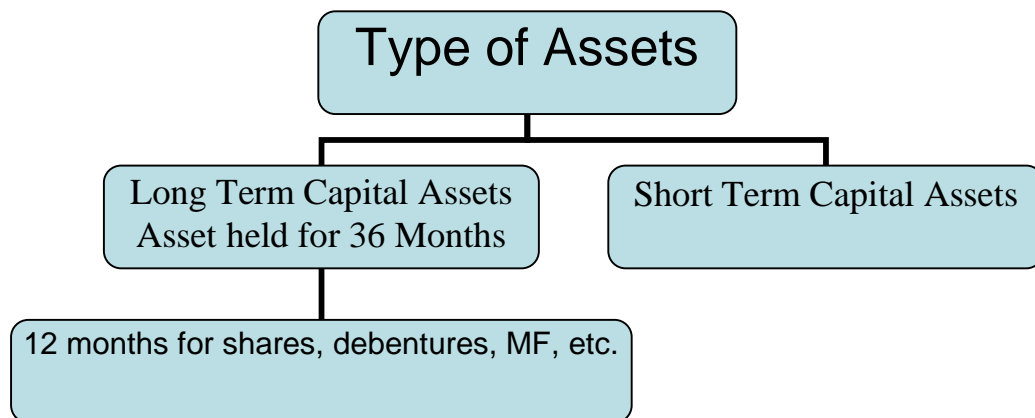 Type of Assets
Long Term Capital Assets
Asset held for 36 Months
Short Term Capital Assets
12 months for shares, debentures, MF, etc.